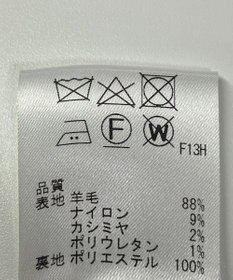 F W F13H
品質
表地 羊毛 88%
ナイロン 9%
カシミヤ 2%
ポリウレタン 1%
裏地 ポリエステル 100%